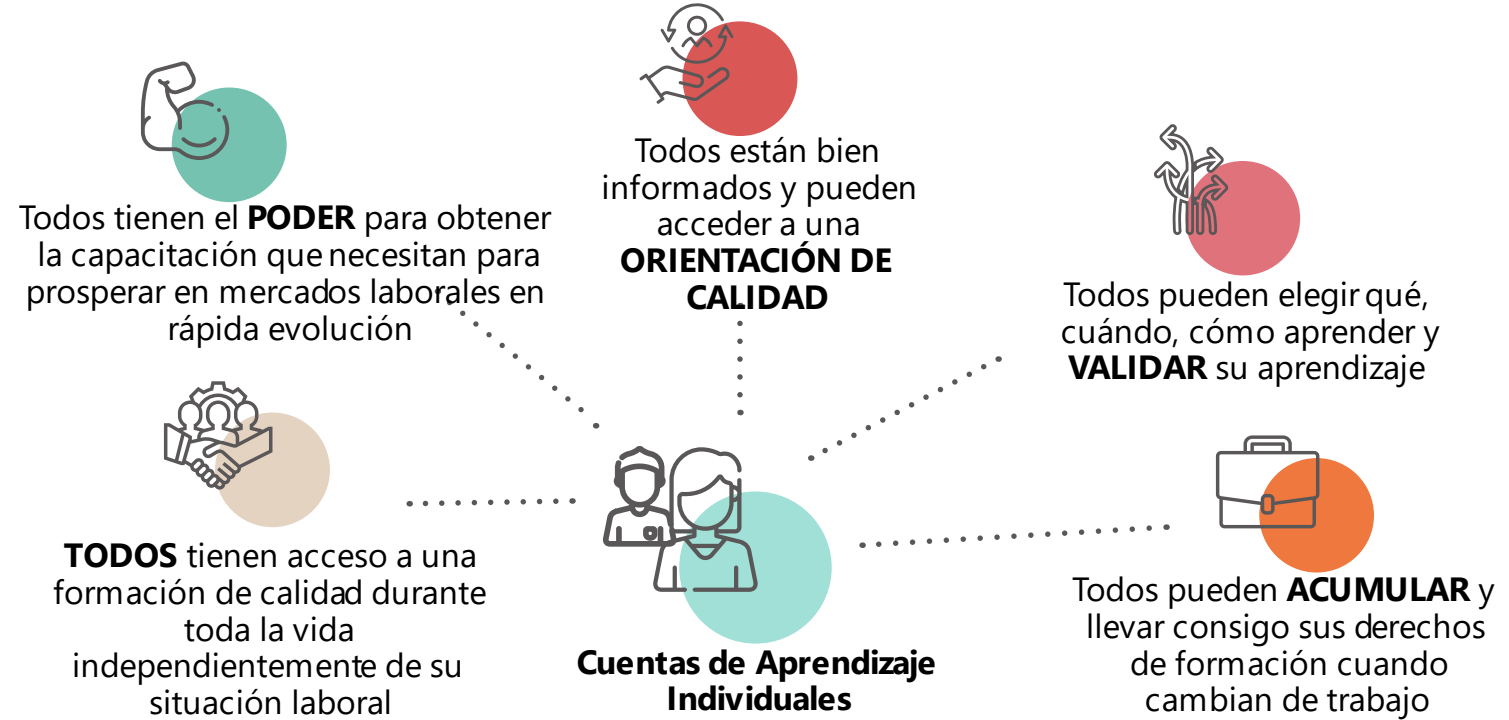 Todos tienen el PODER para obtener
la capacitación que necesitan para
prosperar en mercados laborales en
rápida evolución
Todos están bien
informados y pueden
acceder a una
ORIENTACIÓN DE
CALIDAD
Todos pueden elegir qué,
cuándo, cómo aprender y
VALIDAR su aprendizaje
TODOS tienen acceso a una
formación de calidad durante
toda la vida
independientemente de su
situación laboral
Cuentas de Aprendizaje
Individuales
Todos pueden ACUMULAR y
llevar consigo sus derechos
de formación cuando
cambian de trabajo